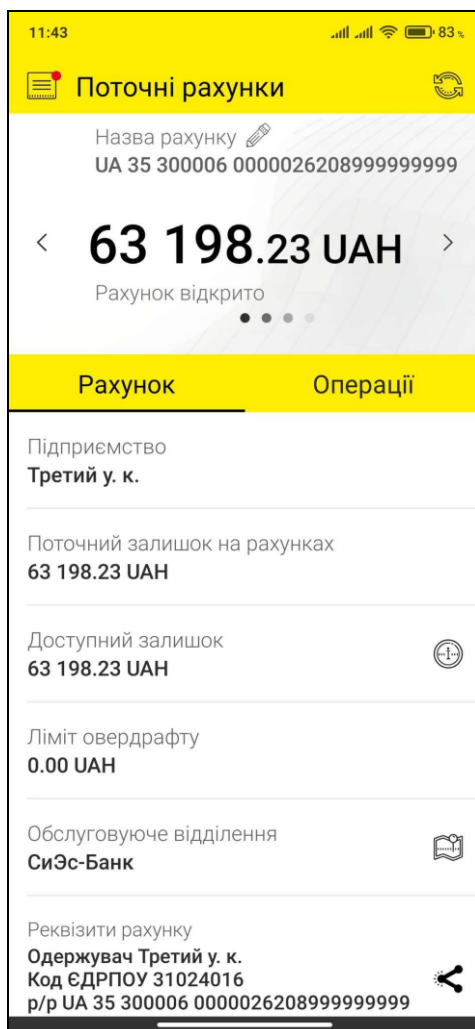 11:43
83 %
Поточні рахунки
Назва рахунку
UA 35 300006 0000026208999999999
63 198.23 UAH
Рахунок відкрито
Рахунок
Операції
Підприємство
Третий у. к.
Поточний залишок на рахунках
63 198.23 UAH
Доступний залишок
63 198.23 UAH
Ліміт овердрафту
0.00 UAH
Обслуговуюче відділення
СиЭс-Банк
Реквізити рахунку
Одержувач Третий у. к.
Код ЄДРПОУ 31024016
р/р UA 35 300006 0000026208999999999